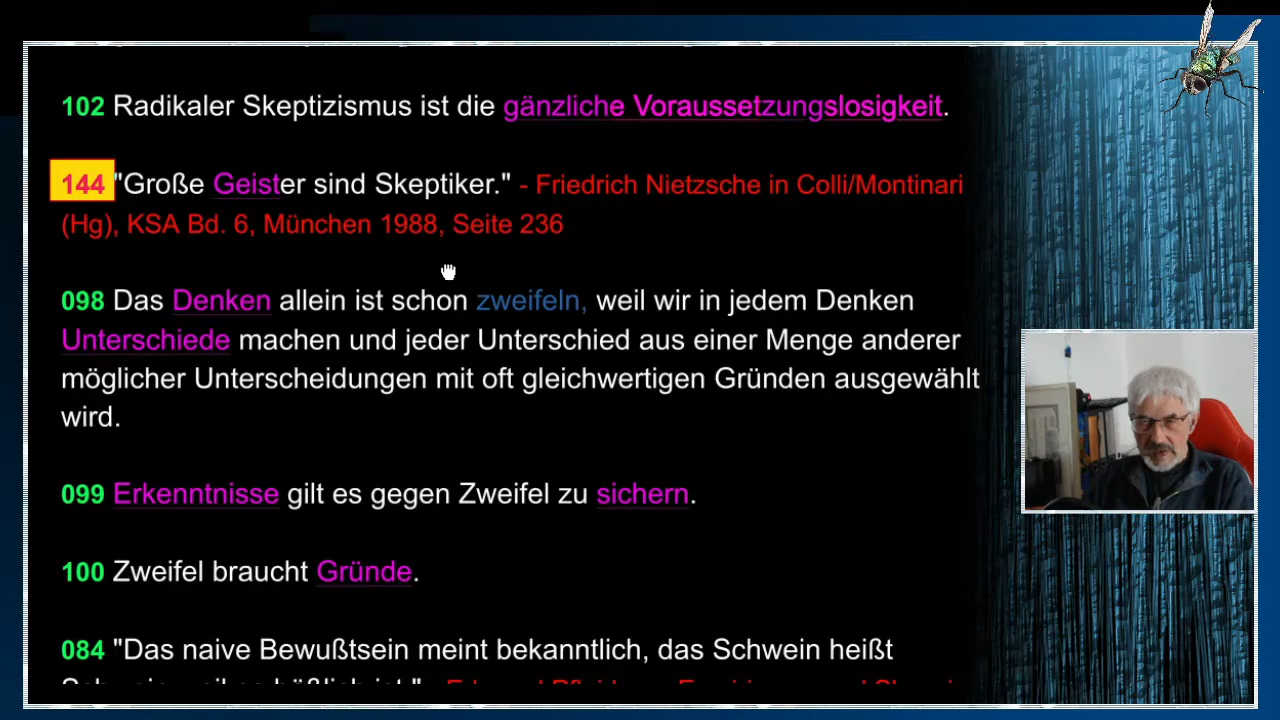 102 Radikaler Skeptizismus ist die gänzliche Voraussetzungslosigkeit.
144 "Große Geister sind Skeptiker." - Friedrich Nietzsche in Colli/Montinari
(Hg), KSA Bd. 6, München 1988, Seite 236
098 Das Denken allein ist schon zweifeln, weil wir in jedem Denken
Unterschiede machen und jeder Unterschied aus einer Menge anderer
möglicher Unterscheidungen mit oft gleichwertigen Gründen ausgewählt
wird.
099 Erkenntnisse gilt es gegen Zweifel zu sichern.
100 Zweifel braucht Gründe.
084 "Das naive Bewußtsein meint bekanntlich, das Schwein heißt